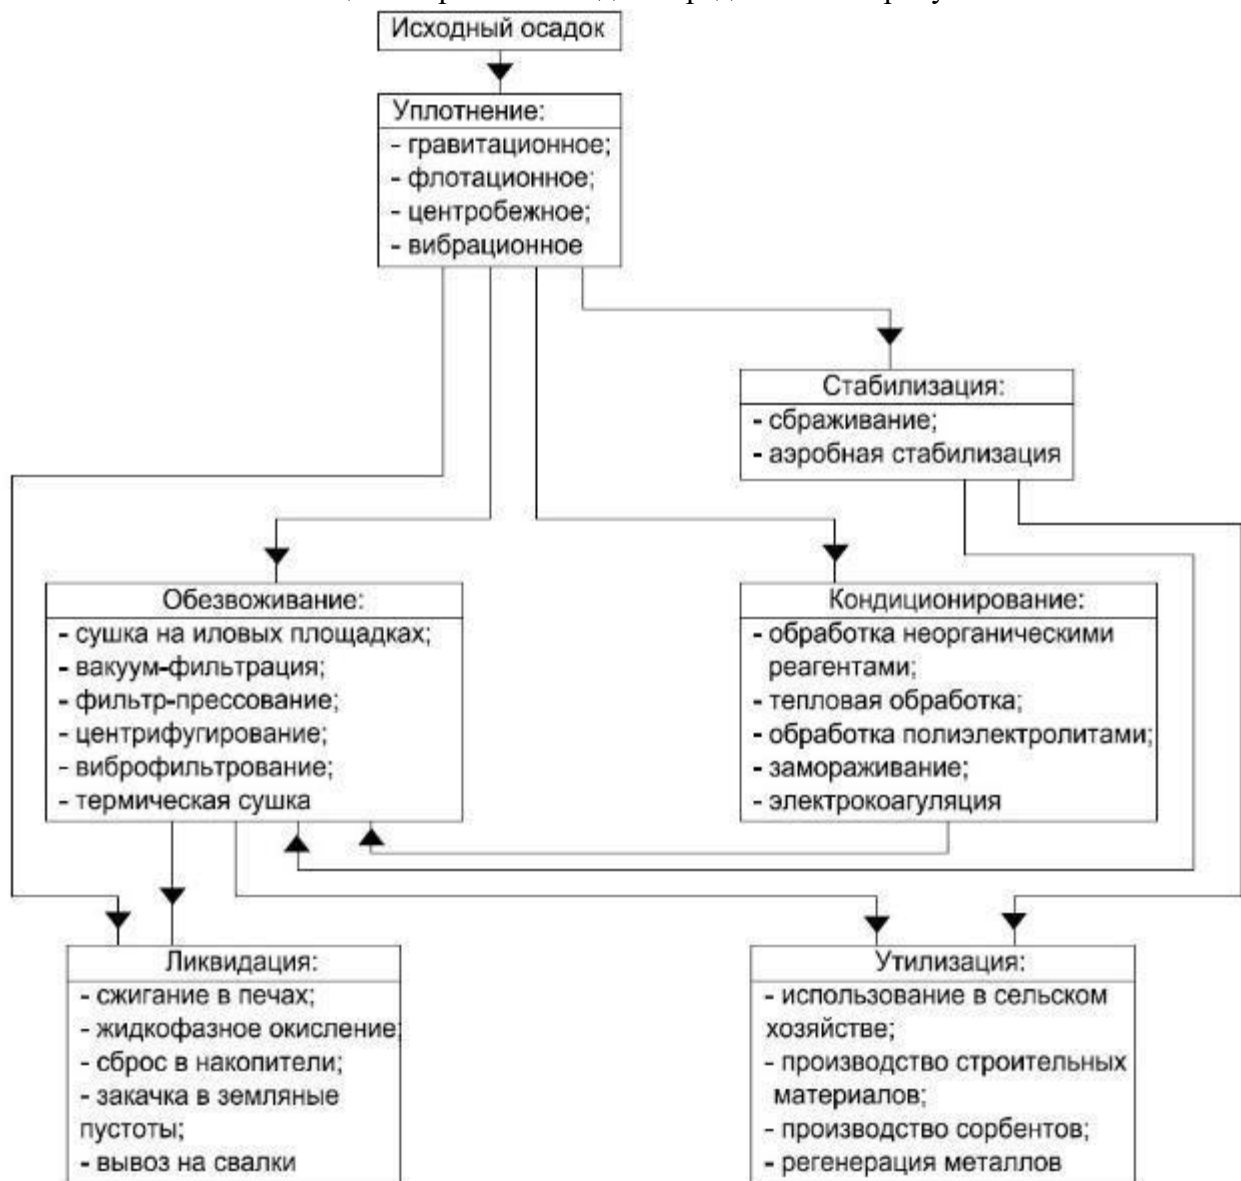 Исходный осадок
Уплотнение:
- гравитационное;
- флотационное;
- центробежное;
- вибрационное
Стабилизация:
- сбраживание;
- аэробная стабилизация
Обезвоживание:
- сушка на иловых площадках;
- вакуум-фильтрация;
- фильтр-прессование;
- центрифугирование;
- виброфильтрование;
- термическая сушка
Кондиционирование:
- обработка неорганическими
реагентами;
- тепловая обработка;
- обработка полиэлектролитами;
- замораживание;
- электрокоагуляция
Ликвидация:
- сжигание в печах;
- жидкофазное окисление;
- сброс в накопители;
- закачка в земляные
пустоты;
- вывоз на свалки
Утилизация:
- использование в сельском
хозяйстве;
- производство строительных
материалов;
- производство сорбентов;
- регенерация металлов